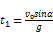 t₁ = v₀sinα / g